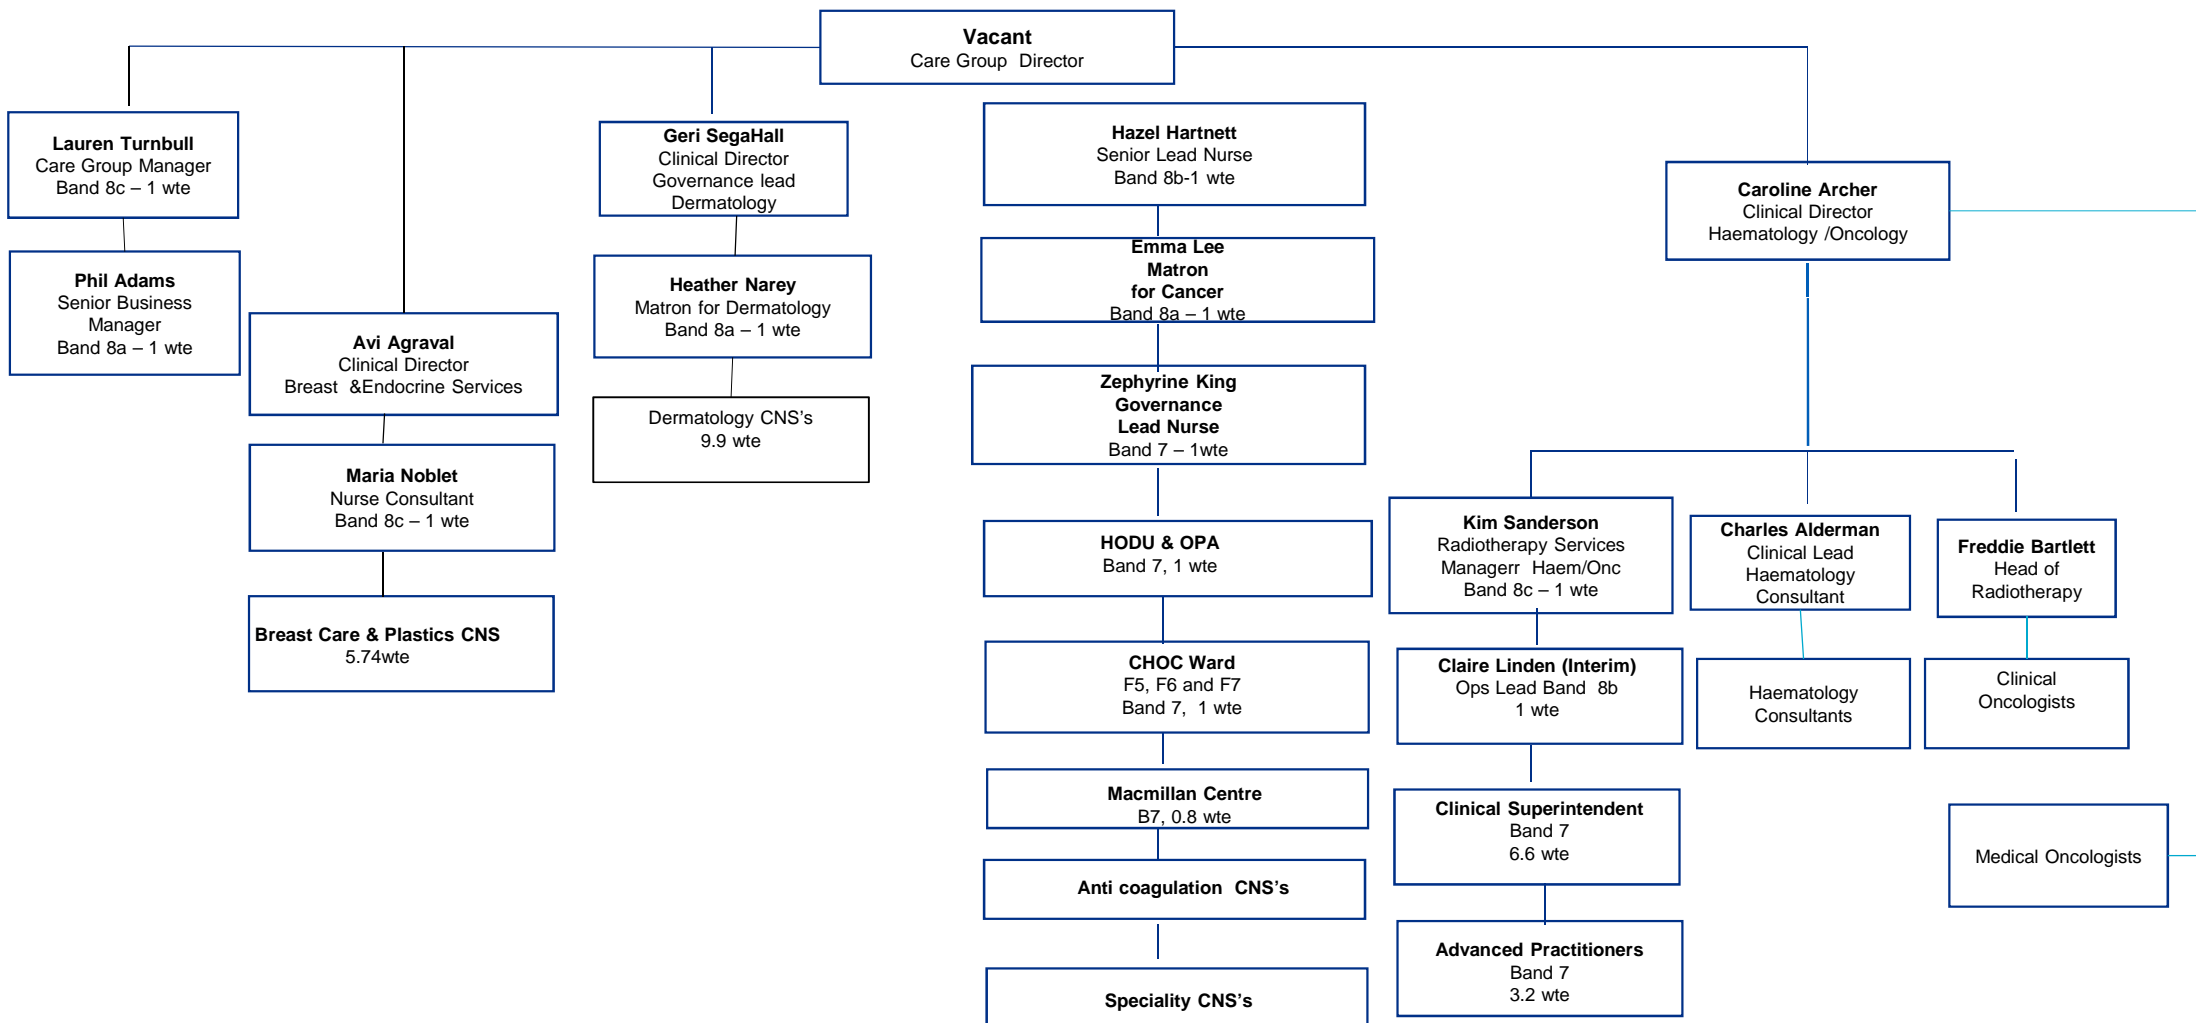 Vacant
Care Group Director
Lauren Turnbull
Care Group Manager
Band 8c – 1 wte
Phil Adams
Senior Business
Manager
Band 8a – 1 wte
Avi Agraval
Clinical Director
Breast &Endocrine Services
Maria Noblet
Nurse Consultant
Band 8c – 1 wte
Breast Care & Plastics CNS
5.74wte
Geri SegaHall
Clinical Director
Governance lead
Dermatology
Heather Narey
Matron for Dermatology
Band 8a – 1 wte
Dermatology CNS’s
9.9 wte
Hazel Hartnett
Senior Lead Nurse
Band 8b-1 wte
Emma Lee
Matron
for Cancer
Band 8a – 1 wte
Zephyrine King
Governance
Lead Nurse
Band 7 – 1wte
HODU & OPA
Band 7, 1 wte
CHOC Ward
F5, F6 and F7
Band 7, 1 wte
Macmillan Centre
B7, 0.8 wte
Anti coagulation CNS’s
Speciality CNS’s
Caroline Archer
Clinical Director
Haematology /Oncology
Kim Sanderson
Radiotherapy Services
Managerr Haem/Onc
Band 8c – 1 wte
Claire Linden (Interim)
Ops Lead Band 8b
1 wte
Clinical Superintendent
Band 7
6.6 wte
Advanced Practitioners
Band 7
3.2 wte
Charles Alderman
Clinical Lead
Haematology
Consultant
Haematology
Consultants
Freddie Bartlett
Head of
Radiotherapy
Clinical
Oncologists
Medical Oncologists